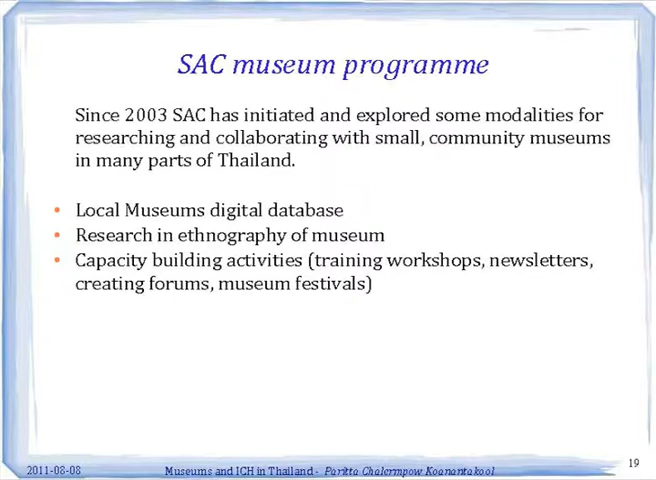 SAC museum programme
Since 2003 SAC has initiated and explored some modalities for
researching and collaborating with small, community museums
in many parts of Thailand.
• Local Museums digital database
• Research in ethnography of museum
• Capacity building activities (training workshops, newsletters,
creating forums, museum festivals)
2011-08-08
Museums and ICH in Thailand - Paritta Chalermpow Koanantakool
19